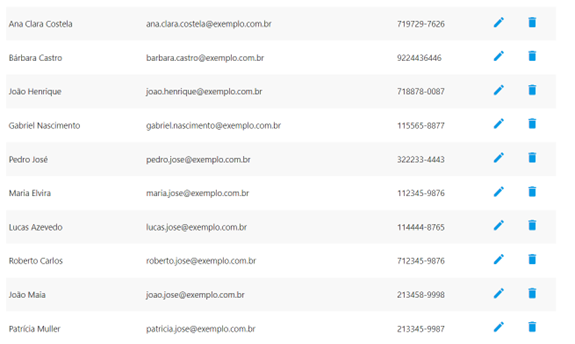 Ana Clara Costela ana.clara.costela@exemplo.com.br 719729-7626
Bárbara Castro barbara.castro@exemplo.com.br 9224436446
João Henrique joao.henrique@exemplo.com.br 718878-0087
Gabriel Nascimento gabriel.nascimento@exemplo.com.br 115565-8877
Pedro José pedro.jose@exemplo.com.br 322233-4443
Maria Elvira maria.jose@exemplo.com.br 112345-9876
Lucas Azevedo lucas.jose@exemplo.com.br 114444-8765
Roberto Carlos roberto.jose@exemplo.com.br 712345-9876
João Maia joao.jose@exemplo.com.br 213458-9998
Patrícia Muller patricia.jose@exemplo.com.br 213345-9987